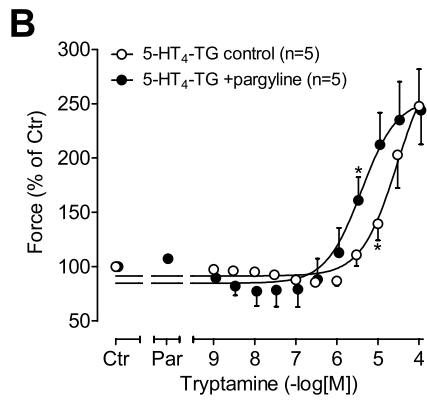 B
5-HT₄-TG control (n=5)
5-HT₄-TG +pargyline (n=5)
Force (% of Ctr)
300
250
200
150
100
50
*
*
Ctr Par 9 8 7 6 5 4
Tryptamine (-log[M])